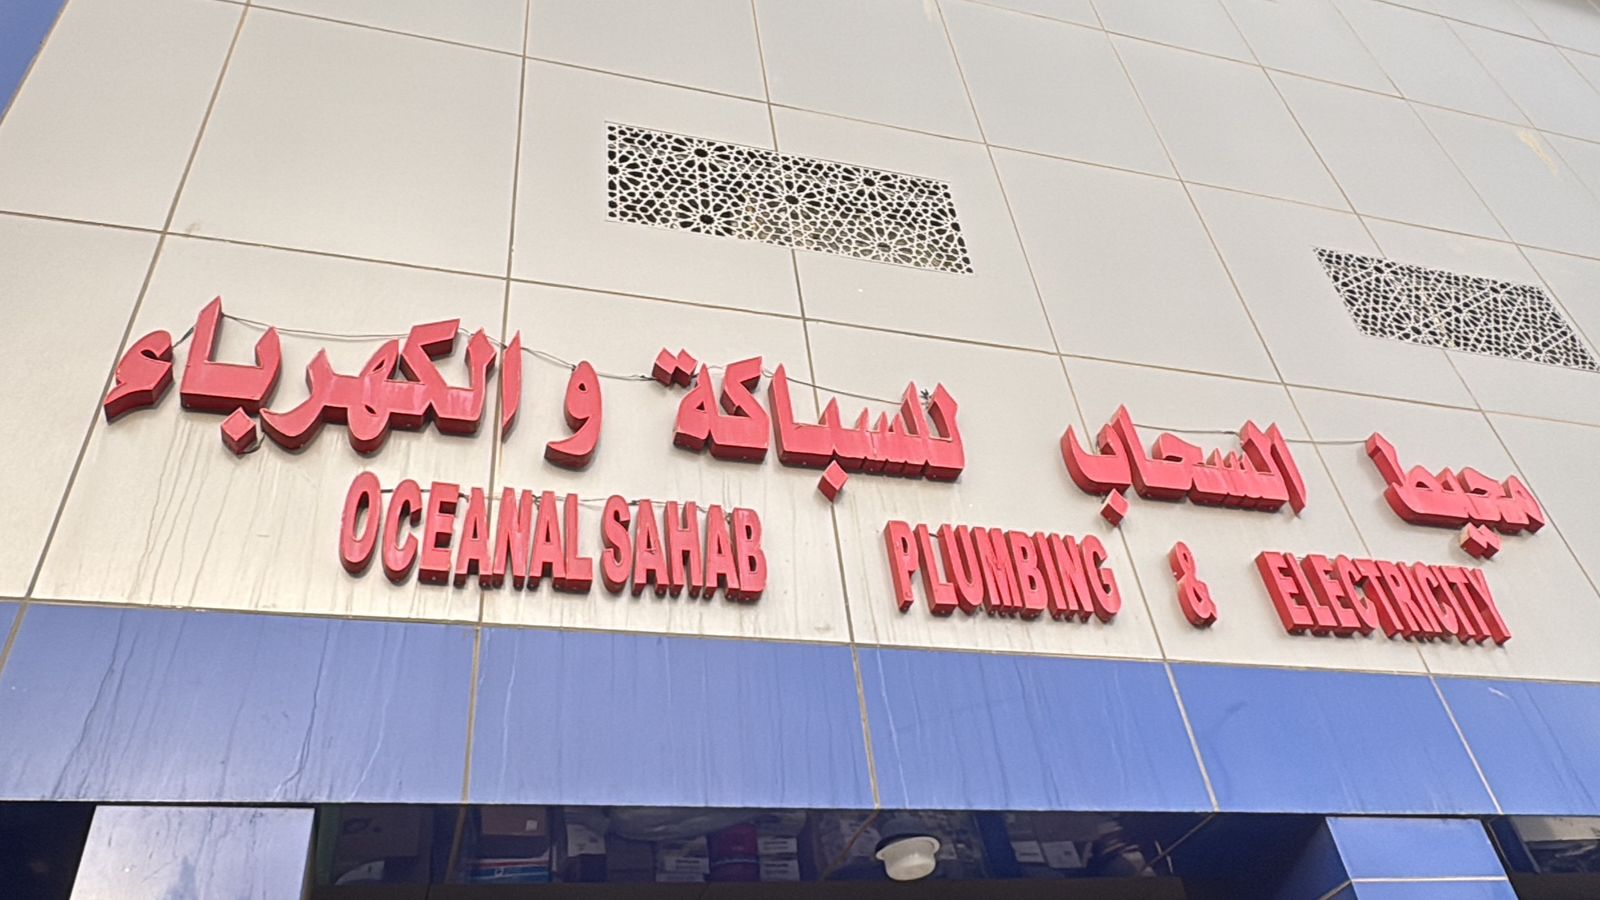 محيط السحاب للسباكة و الكهرباء
OCEANAL SAHAB PLUMBING & ELECTRICITY